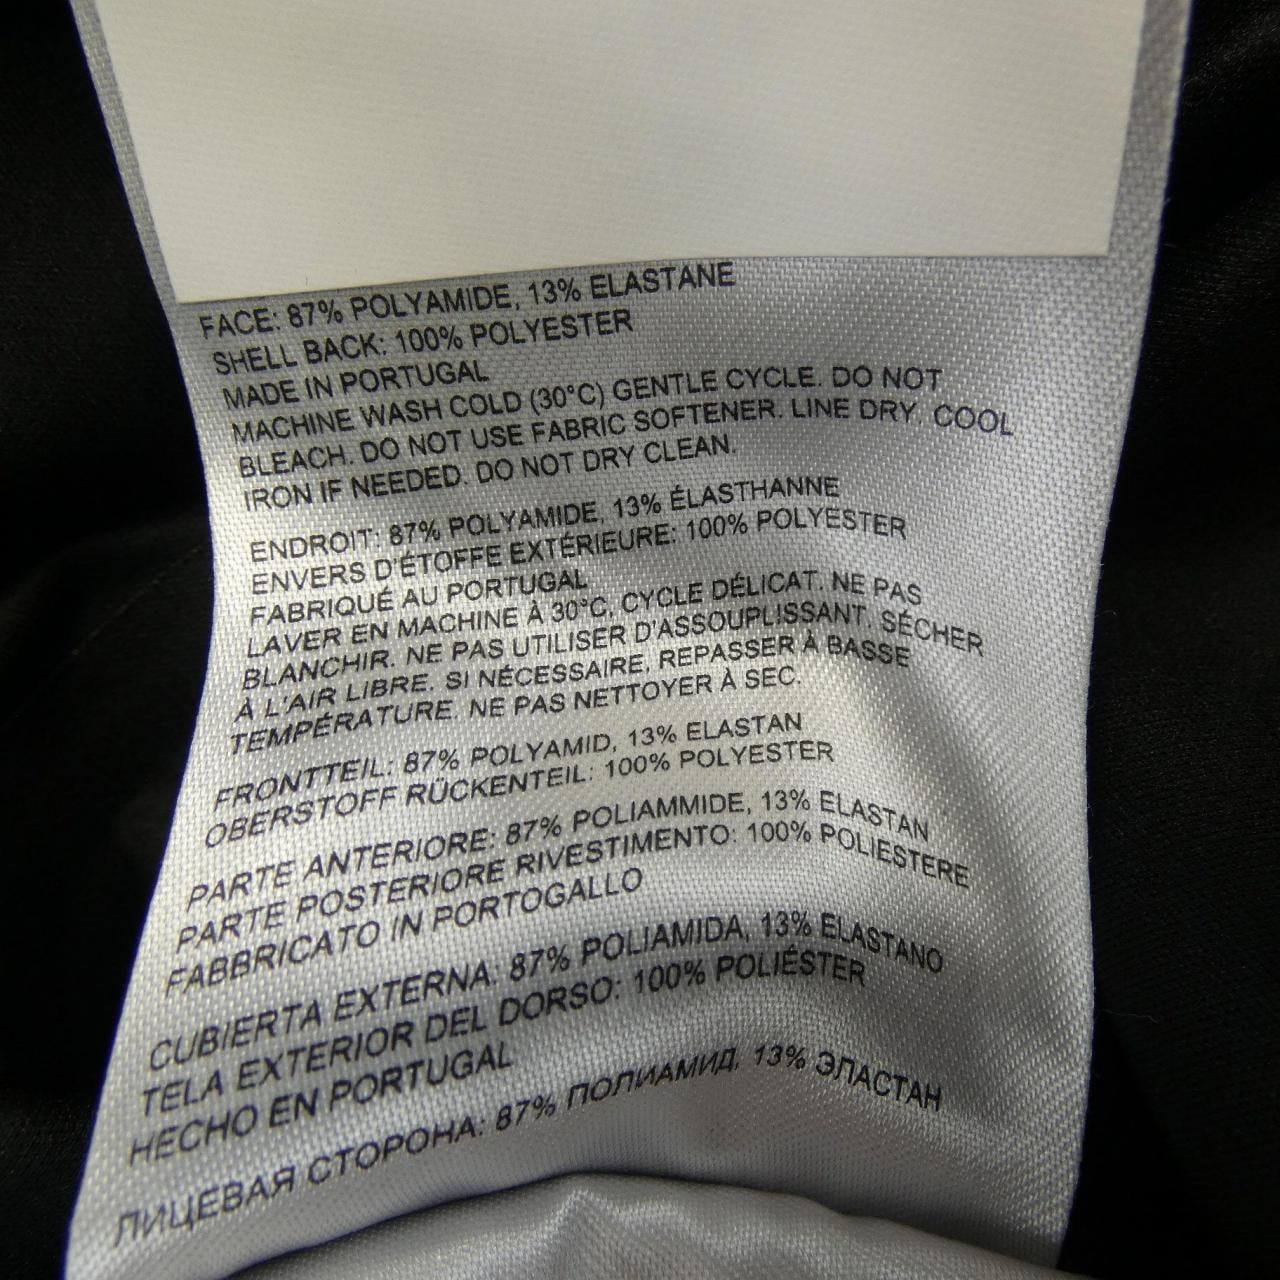 FACE: 87% POLYAMIDE, 13% ELASTANE
SHELL BACK: 100% POLYESTER
MADE IN PORTUGAL
MACHINE WASH COLD (30°C) GENTLE CYCLE. DO NOT
BLEACH. DO NOT USE FABRIC SOFTENER. LINE DRY. COOL
IRON IF NEEDED. DO NOT DRY CLEAN.
ENDROIT: 87% POLYAMIDE, 13% ÉLASTHANNE
ENVERS D'ÉTOFFE EXTÉRIEURE: 100% POLYESTER
FABRIQUÉ AU PORTUGAL
LAVER EN MACHINE À 30°C, CYCLE DÉLICAT. NE PAS
BLANCHIR. NE PAS UTILISER D'ASSOUPLISSANT. SÉCHER
À L'AIR LIBRE. SI NÉCESSAIRE, REPASSER À BASSE
TEMPÉRATURE. NE PAS NETTOYER À SEC.
FRONTTEIL: 87% POLYAMID, 13% ELASTAN
OBERSTOFF RÜCKENTEIL: 100% POLYESTER
PARTE ANTERIORE: 87% POLIAMMIDE, 13% ELASTAN
PARTE POSTERIORE RIVESTIMENTO: 100% POLIESTERE
FABBRICATO IN PORTOGALLO
CUBIERTA EXTERNA: 87% POLIAMIDA, 13% ELASTANO
TELA EXTERIOR DEL DORSO: 100% POLIÉSTER
HECHO EN PORTUGAL
ЛИЦЕВАЯ СТОРОНА: 87% ПОЛИАМИД, 13% ЭЛАСТАН